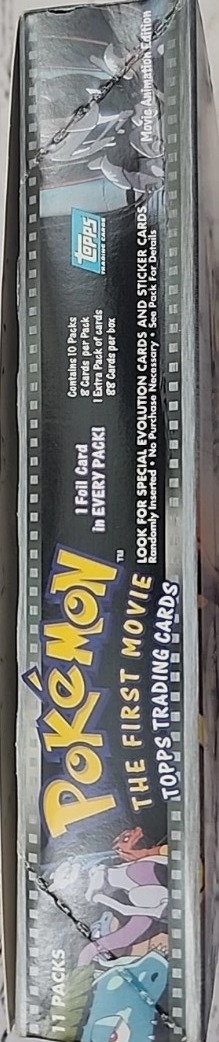 11 PACKS
POKéMON
™
THE FIRST MOVIE
TOPPS TRADING CARDS
1 Foil Card
in EVERY PACK!
Contains 10 Packs
8 Cards per Pack
1 Extra Pack of cards
88 Cards per box
topps
TRADING CARDS
LOOK FOR SPECIAL EVOLUTION CARDS AND STICKER CARDS
Randomly Inserted • No Purchase Necessary • See Pack For Details
Movie Animation Edition